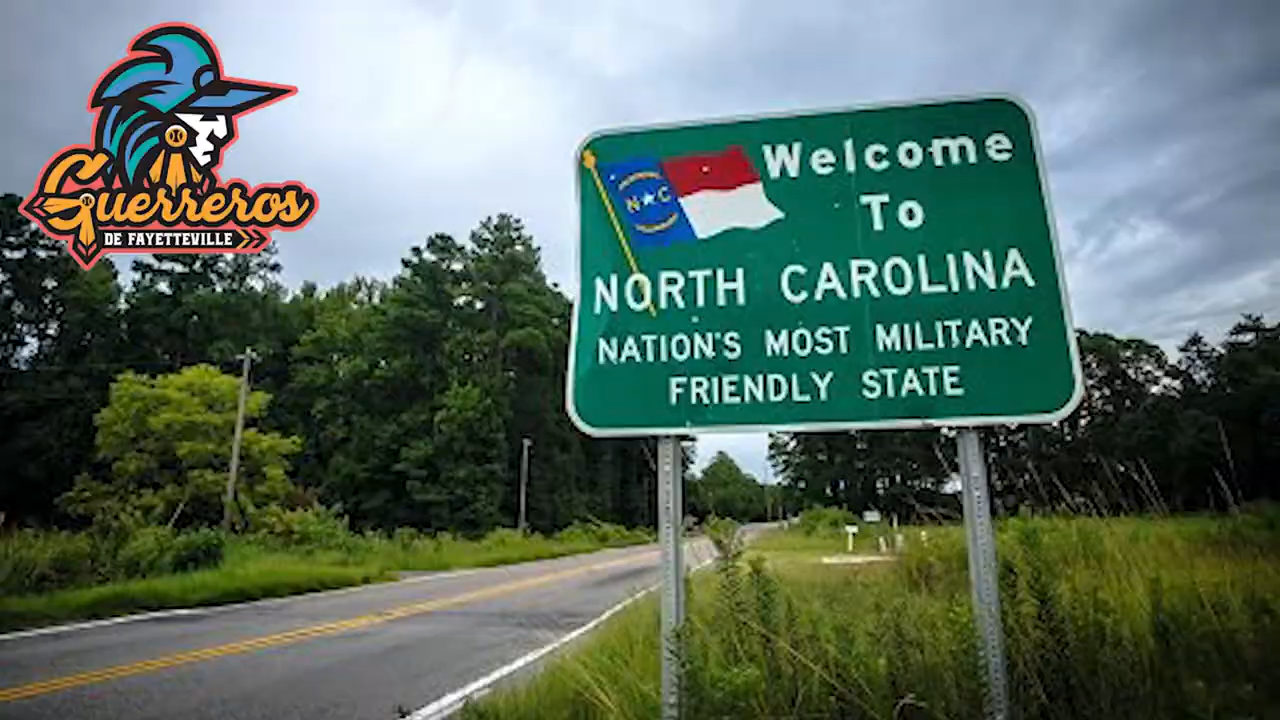 Guerreros
DE FAYETTEVILLE
Welcome
To
N C
NORTH CAROLINA
NATION'S MOST MILITARY
FRIENDLY STATE